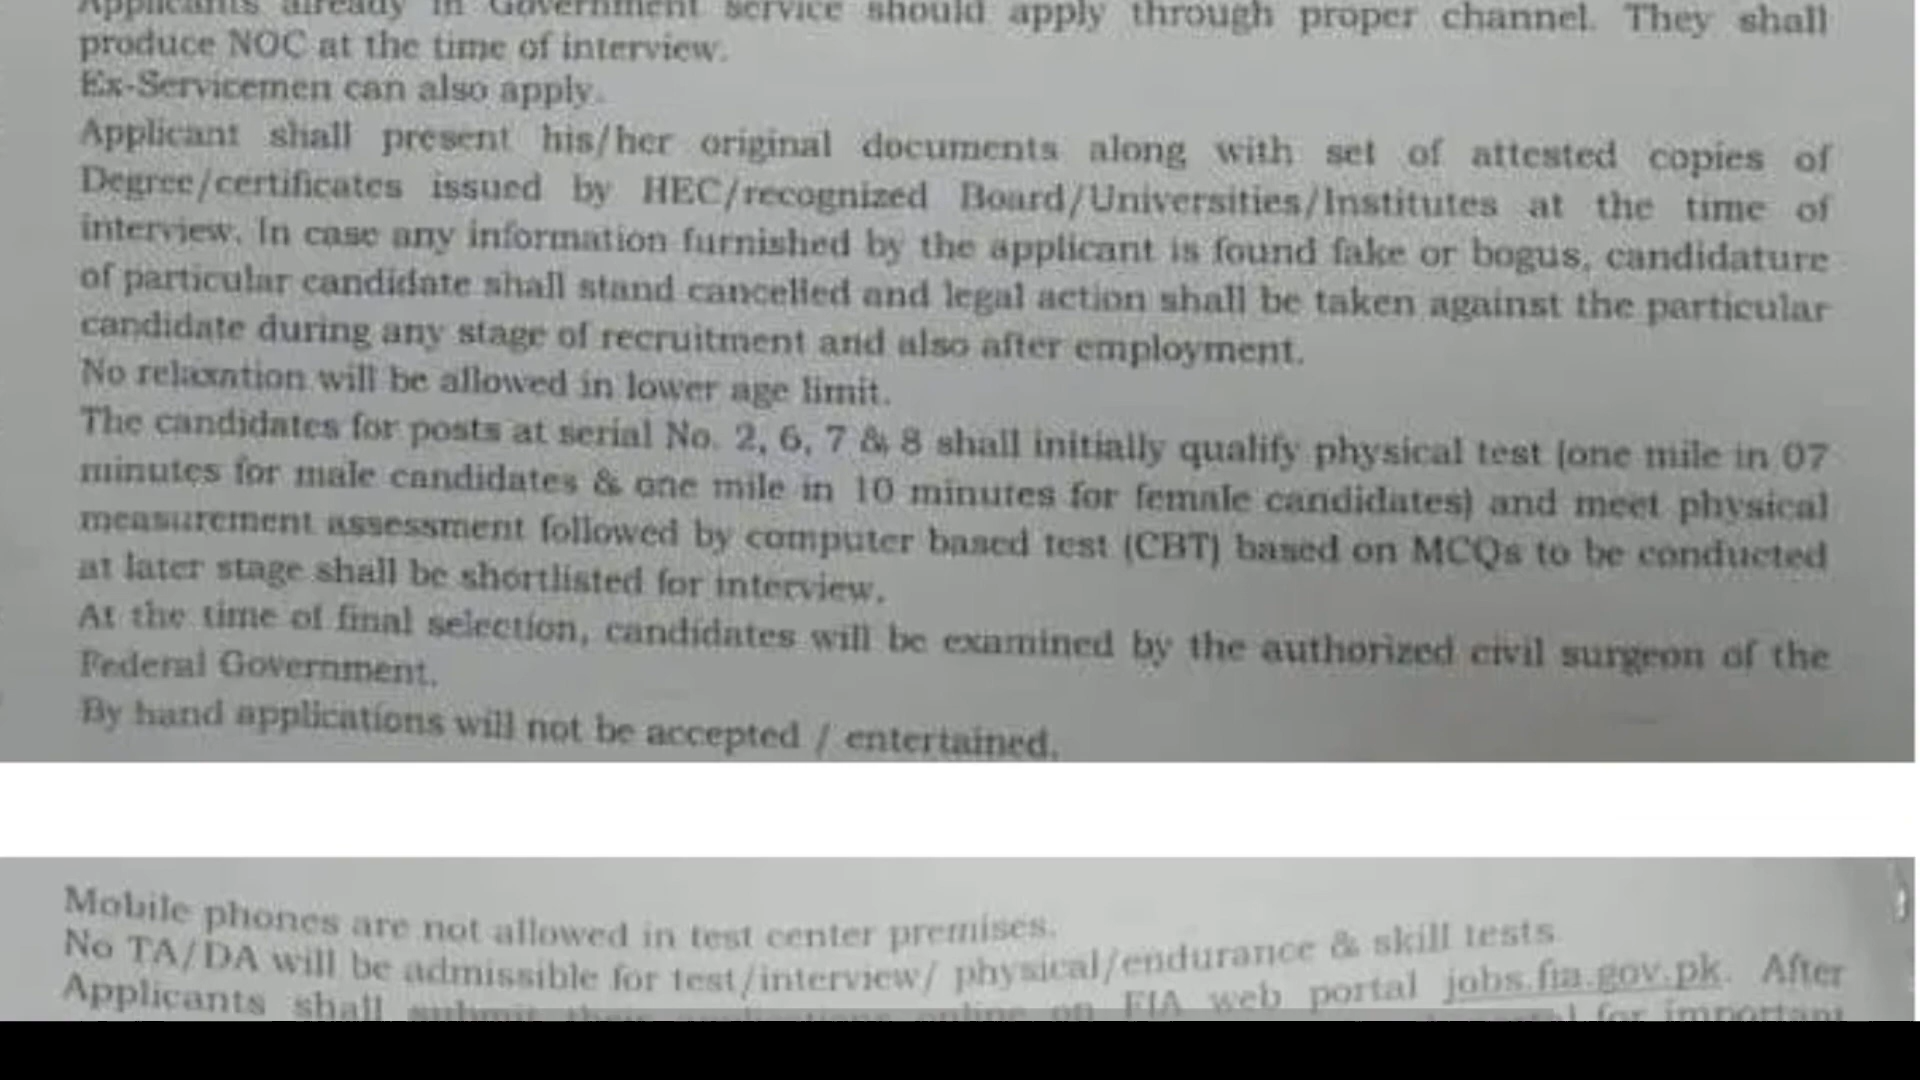 Applicants already in Government service should apply through proper channel. They shall
produce NOC at the time of interview.
Ex-Servicemen can also apply.
Applicant shall present his/her original documents along with set of attested copies of
Degree/certificates issued by HEC/recognized Board/Universities/Institutes at the time of
interview. In case any information furnished by the applicant is found fake or bogus, candidature
of particular candidate shall stand cancelled and legal action shall be taken against the particular
candidate during any stage of recruitment and also after employment.
No relaxation will be allowed in lower age limit.
The candidates for posts at serial No. 2, 6, 7 & 8 shall initially qualify physical test (one mile in 07
minutes for male candidates & one mile in 10 minutes for female candidates) and meet physical
measurement assessment followed by computer based test (CBT) based on MCQs to be conducted
at later stage shall be shortlisted for interview.
At the time of final selection, candidates will be examined by the authorized civil surgeon of the
Federal Government.
By hand applications will not be accepted / entertained.
Mobile phones are not allowed in test center premises.
No TA/DA will be admissible for test/interview/ physical/endurance & skill tests
Applicants shall submit their applications online on FIA web portal jobs.fia.gov.pk. After
for important